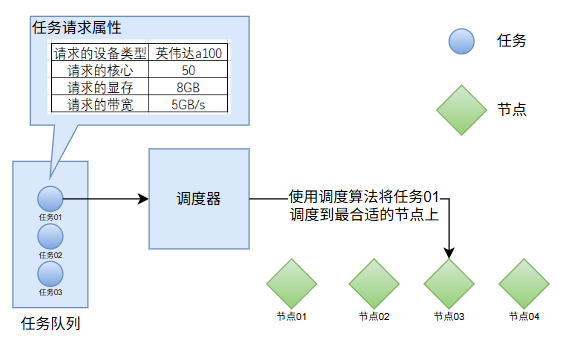 任务请求属性
请求的设备类型 英伟达a100
请求的核心 50
请求的显存 8GB
请求的带宽 5GB/s
任务
节点
任务01
任务02
任务03
任务队列
调度器
使用调度算法将任务01
调度到最合适的节点上
节点01
节点02
节点03
节点04